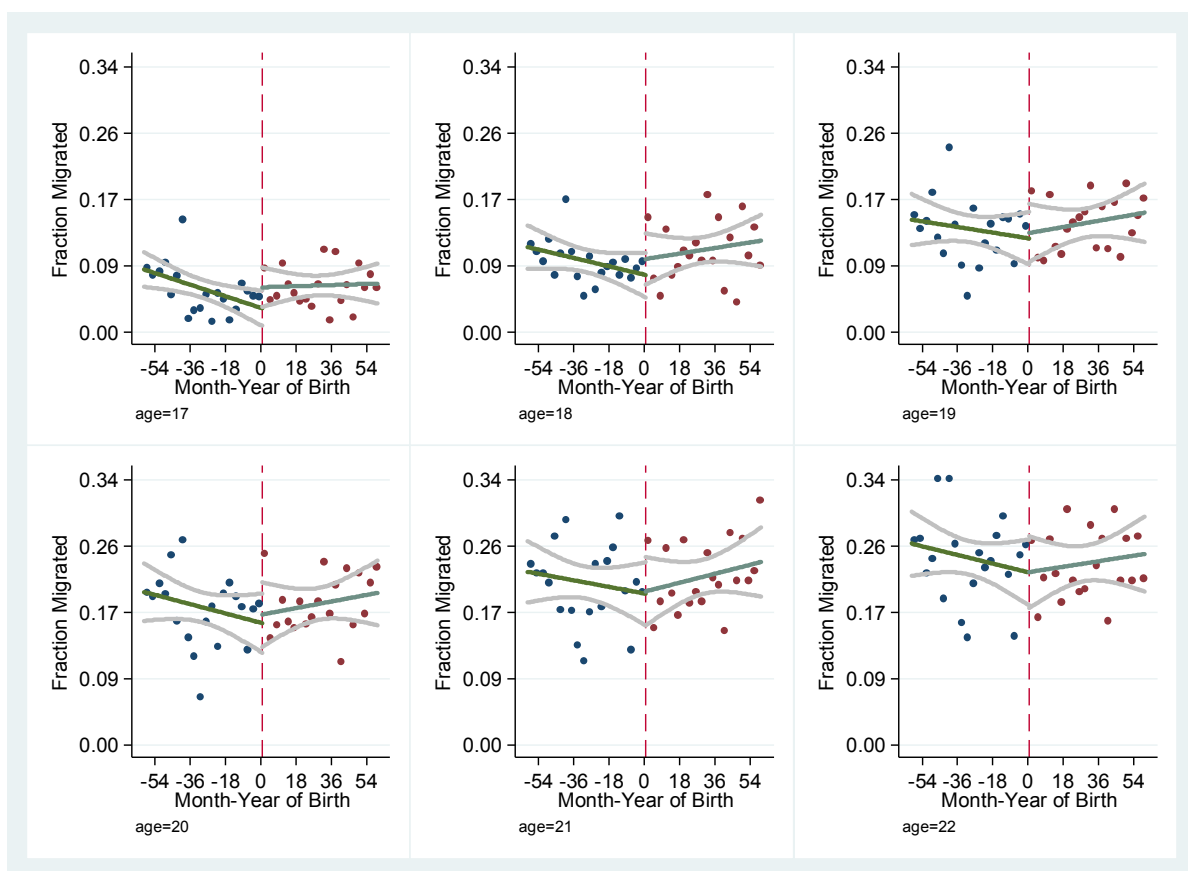 0.34
0.26
0.17
0.09
0.00
Fraction Migrated
-54 -36 -18 0 18 36 54
Month-Year of Birth
age=17
0.34
0.26
0.17
0.09
0.00
Fraction Migrated
-54 -36 -18 0 18 36 54
Month-Year of Birth
age=18
0.34
0.26
0.17
0.09
0.00
Fraction Migrated
-54 -36 -18 0 18 36 54
Month-Year of Birth
age=19
0.34
0.26
0.17
0.09
0.00
Fraction Migrated
-54 -36 -18 0 18 36 54
Month-Year of Birth
age=20
0.34
0.26
0.17
0.09
0.00
Fraction Migrated
-54 -36 -18 0 18 36 54
Month-Year of Birth
age=21
0.34
0.26
0.17
0.09
0.00
Fraction Migrated
-54 -36 -18 0 18 36 54
Month-Year of Birth
age=22